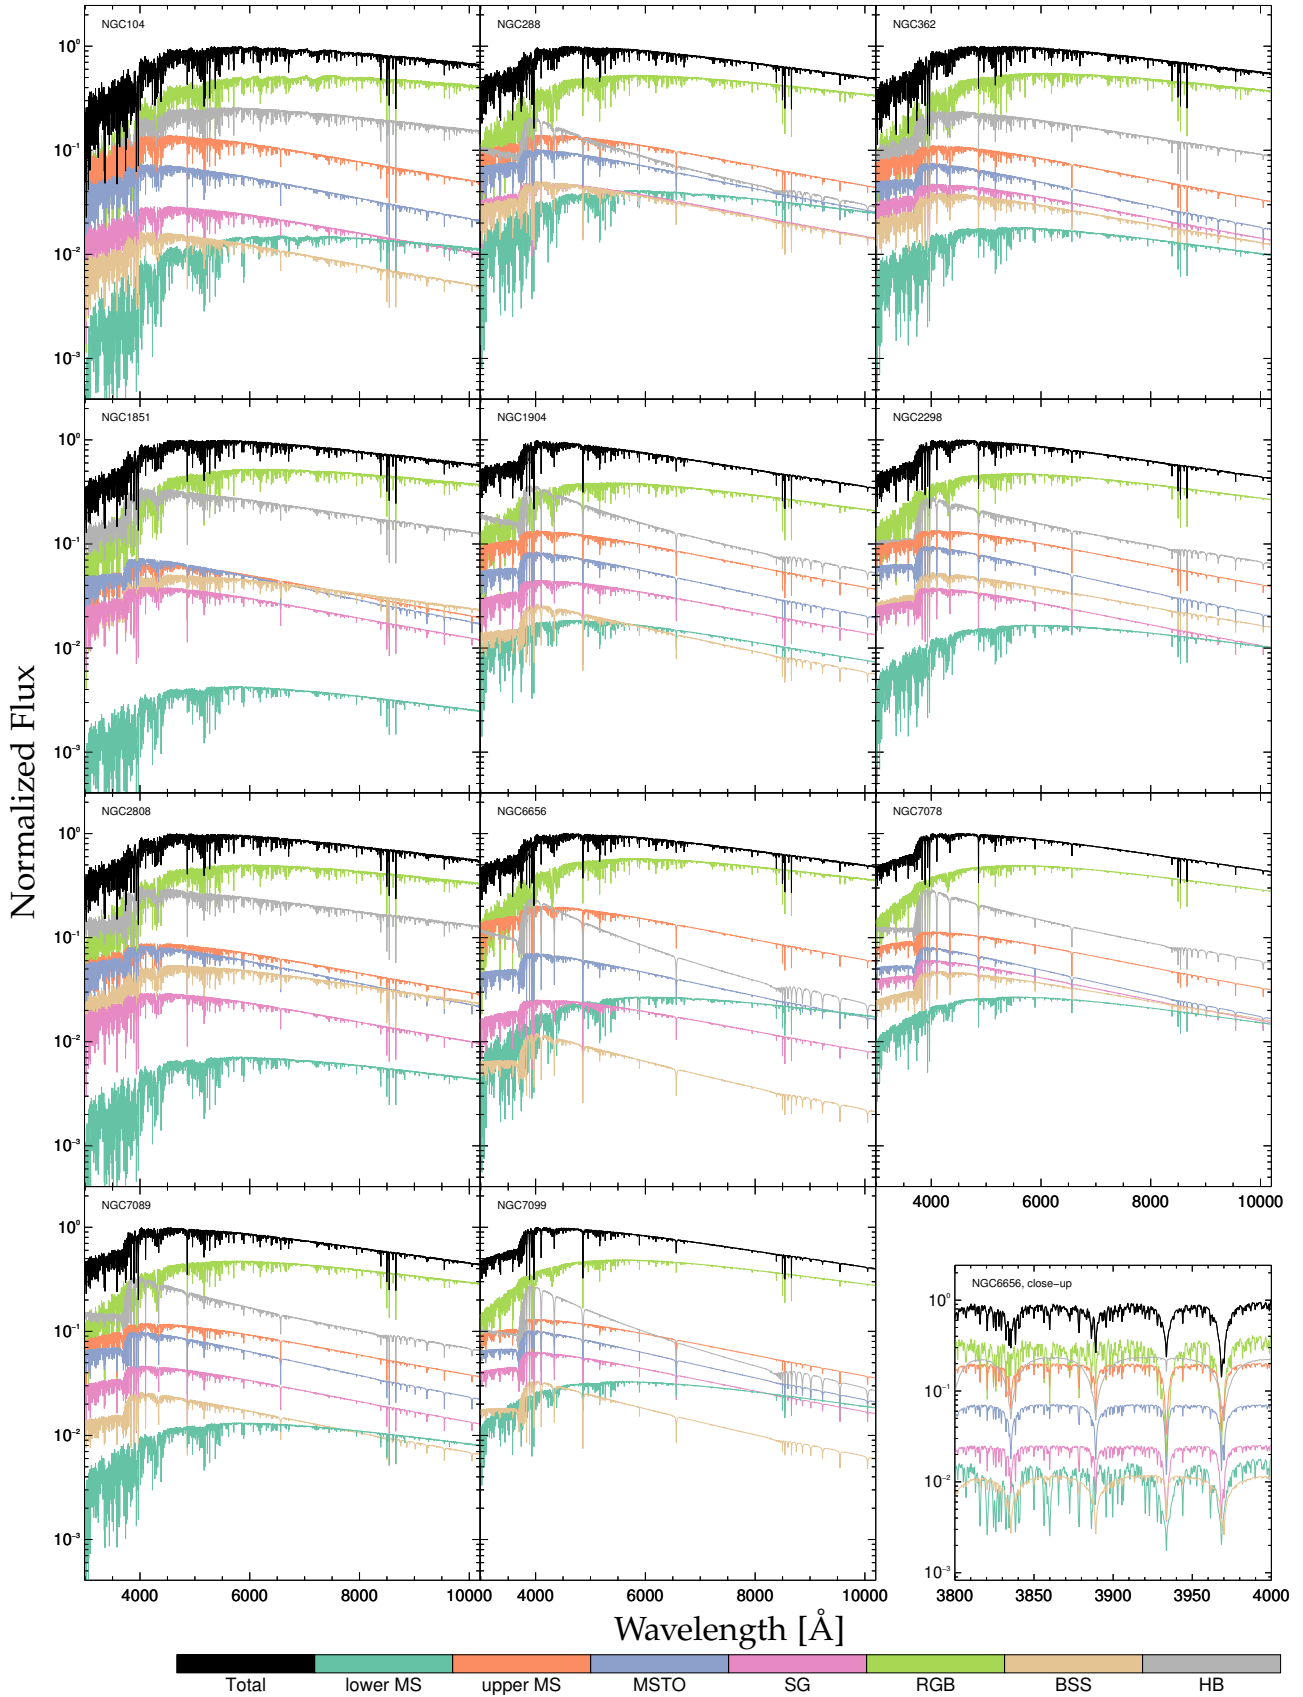 NGC104
NGC288
NGC362
10⁰
10⁻¹
10⁻²
10⁻³
NGC1851
NGC1904
NGC2298
10⁰
10⁻¹
10⁻²
10⁻³
NGC2808
NGC6656
NGC7078
10⁰
10⁻¹
10⁻²
10⁻³
4000 6000 8000 10000
NGC7089
NGC7099
10⁰
10⁻¹
10⁻²
10⁻³
4000 6000 8000 10000
4000 6000 8000 10000
NGC6656, close-up
10⁰
10⁻¹
10⁻²
10⁻³
3800 3850 3900 3950 4000
Normalized Flux
Wavelength [Å]
Total lower MS upper MS MSTO SG RGB BSS HB